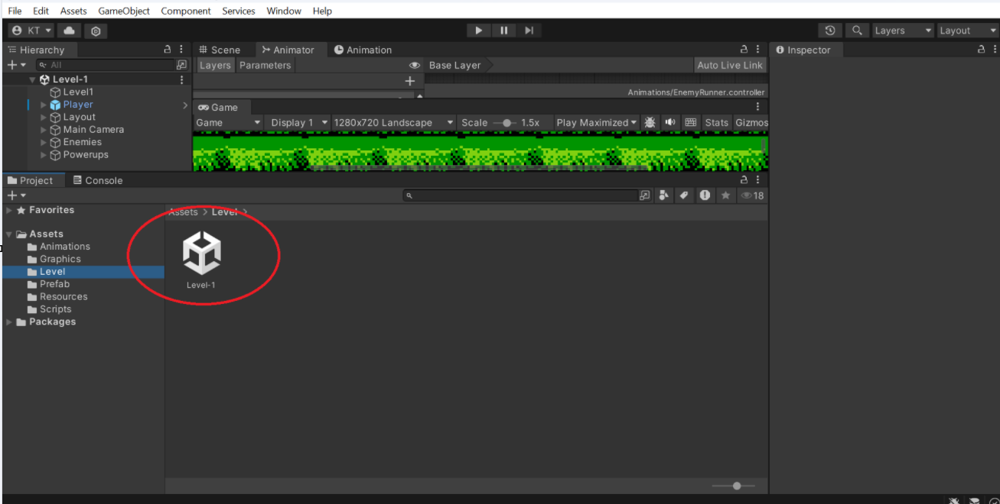 File Edit Assets GameObject Component Services Window Help
KT Layers Layout
Hierarchy Scene Animator Animation Inspector
All Layers Parameters Base Layer Auto Live Link
Level-1
Level1 Animations/EnemyRunner.controller
Player Game
Layout Game Display 1 1280x720 Landscape Scale 1.5x Play Maximized Stats Gizmos
Main Camera
Enemies
Powerups
Project Console
18
Favorites Assets > Level >
Assets
Animations
Graphics
Level
Prefab Level-1
Resources
Scripts
Packages